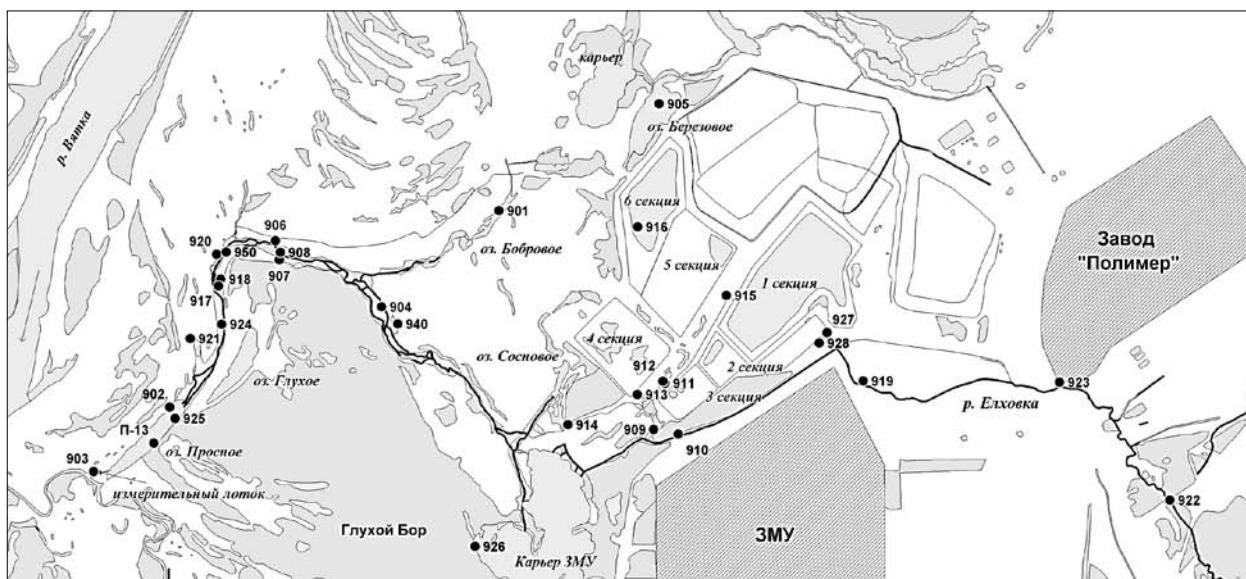 карьер
905
оз. Березовое
р. Вятка
Завод
"Полимер"
6 секция
901
916
906
920
950
908
оз. Бобровое
907
5 секция
918
1 секция
917
915
904
924
940
927
921
4 секция
928
оз. Сосновое
912
2 секция
911
оз. Глухое
919
923
913
3 секция
902
р. Елховка
925
914
909
П-13
910
оз. Просное
903
измерительный лоток
922
Глухой Бор
ЗМУ
926
Карьер ЗМУ